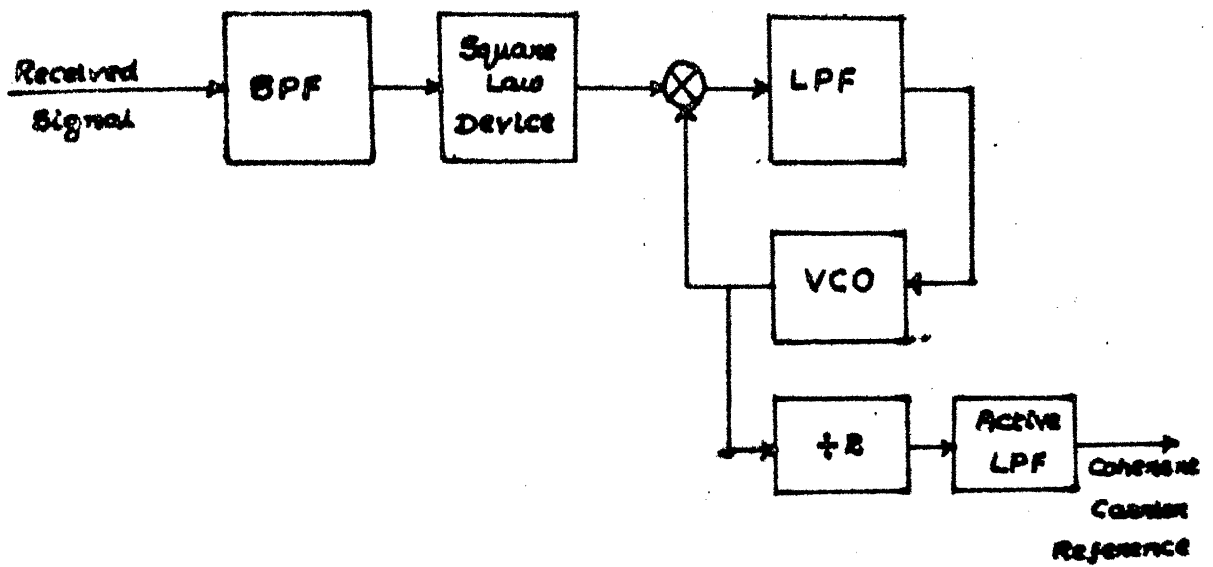 Received
Signal
BPF
Square
Law
Device
LPF
VCO
÷2
Active
LPF
Coherent
Carrier
Reference